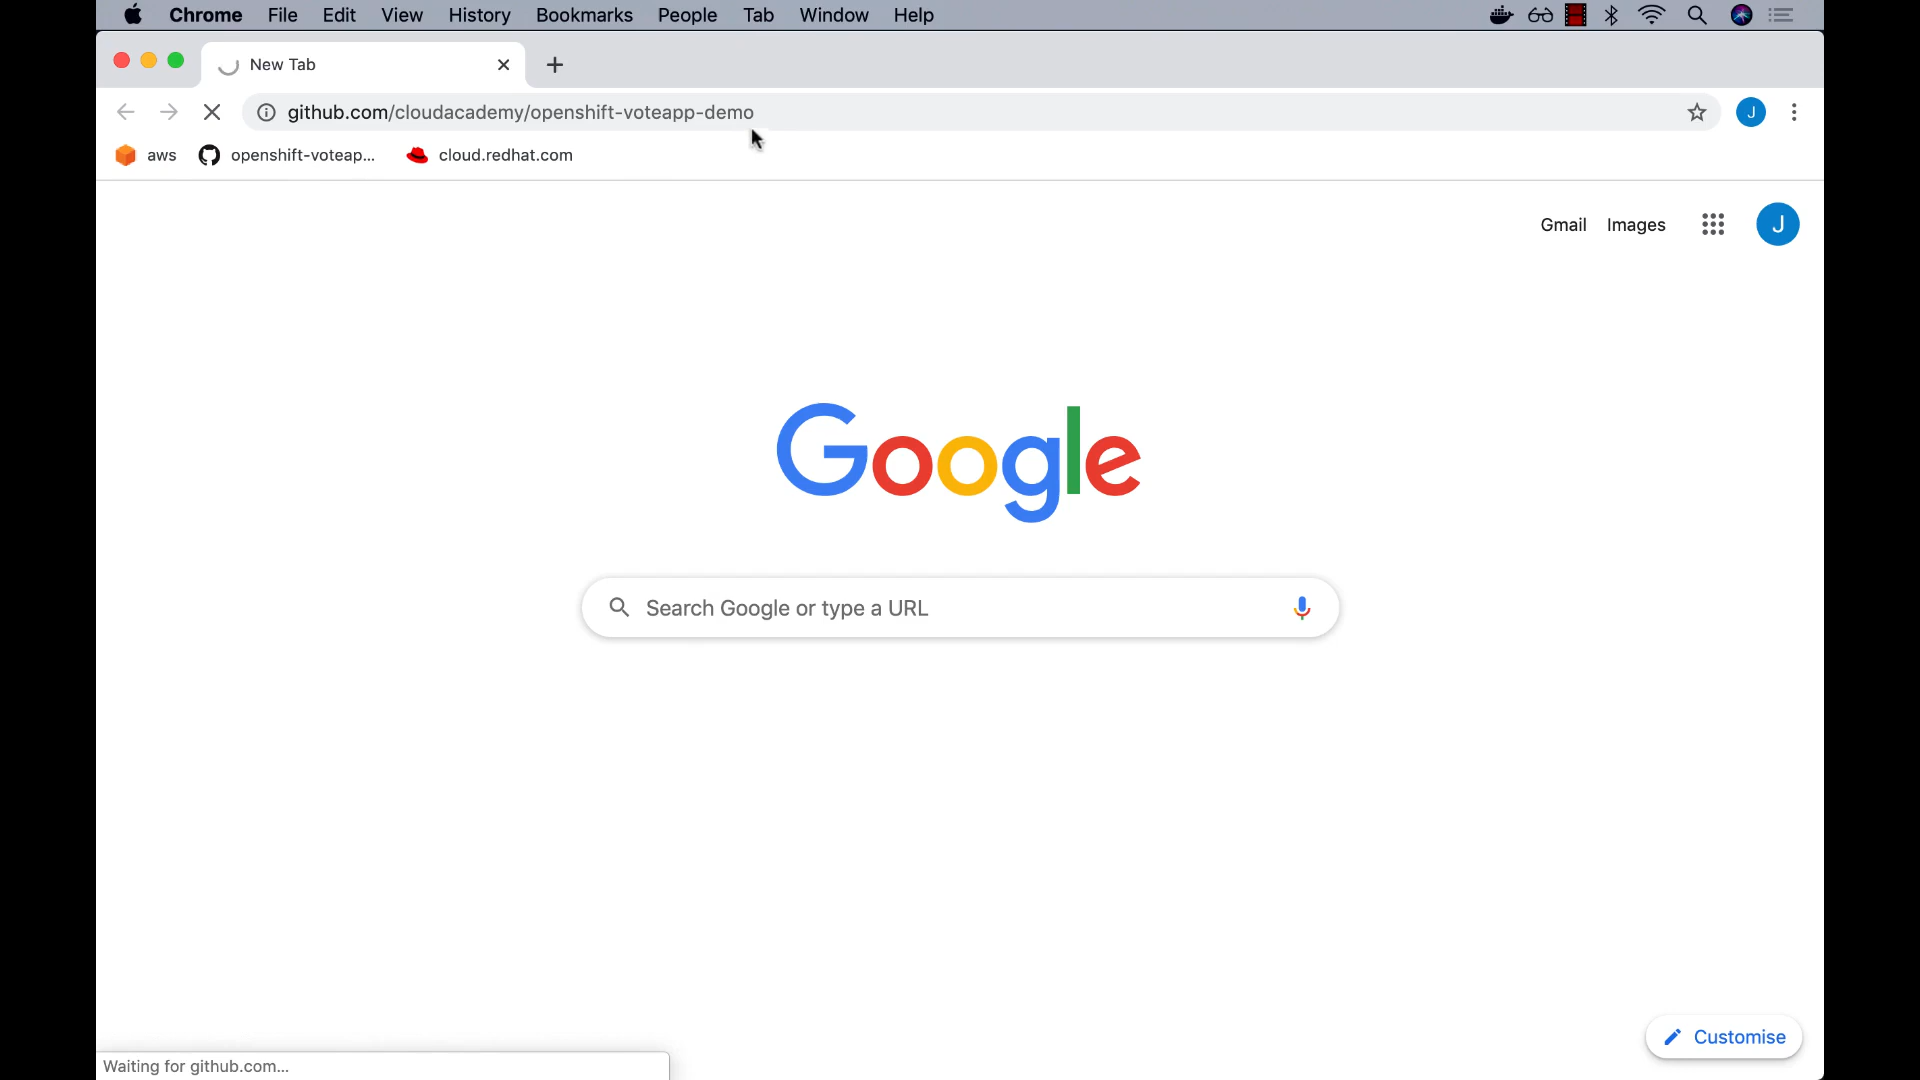 Chrome File Edit View History Bookmarks People Tab Window Help
New Tab
github.com/cloudacademy/openshift-voteapp-demo
J
aws openshift-voteap... cloud.redhat.com
Gmail Images J
Google
Search Google or type a URL
Customise
Waiting for github.com...